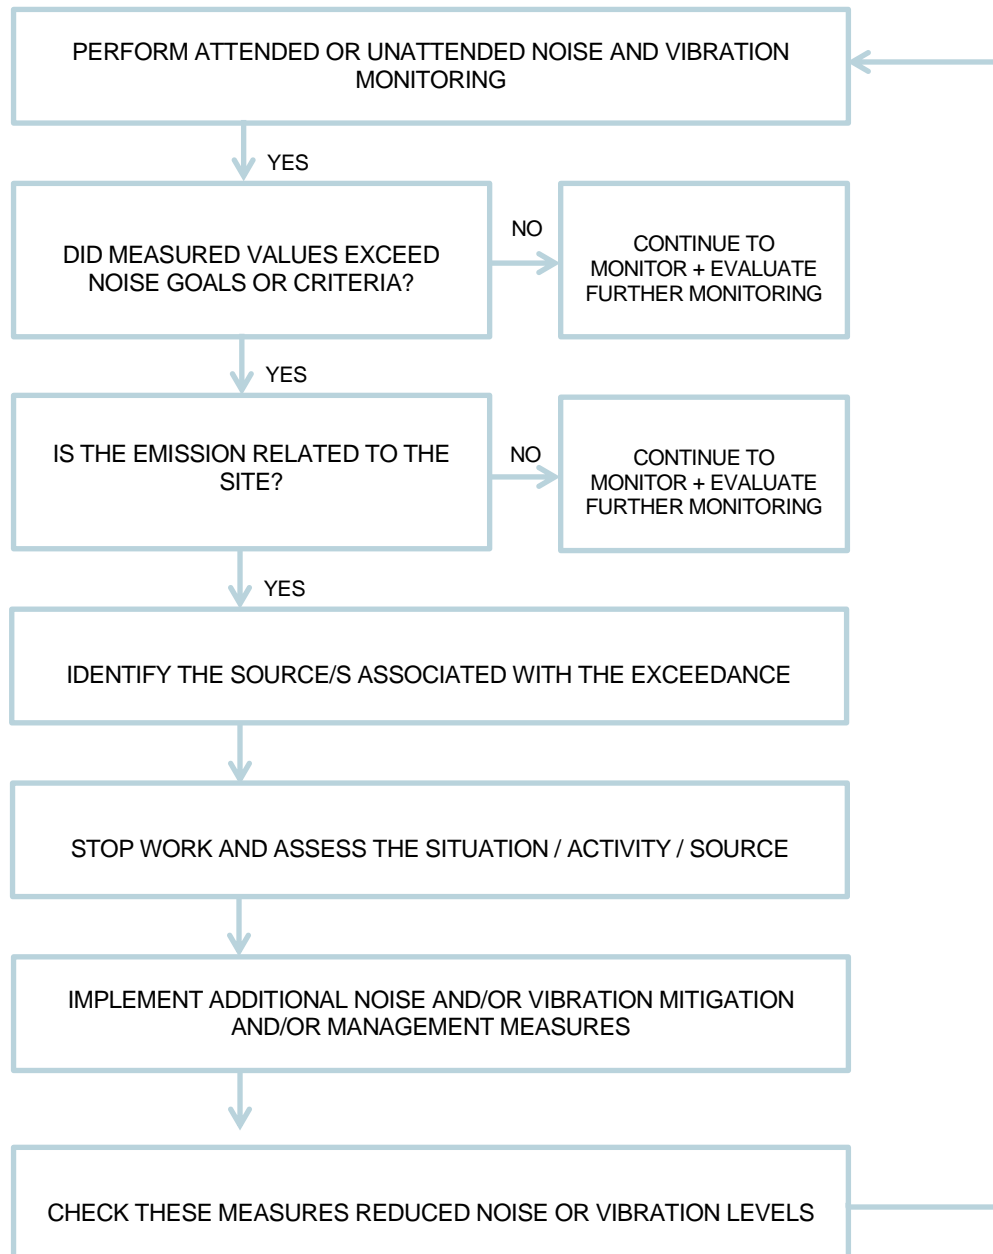 PERFORM ATTENDED OR UNATTENDED NOISE AND VIBRATION
MONITORING
YES
DID MEASURED VALUES EXCEED
NOISE GOALS OR CRITERIA?
NO
CONTINUE TO
MONITOR + EVALUATE
FURTHER MONITORING
YES
IS THE EMISSION RELATED TO THE
SITE?
NO
CONTINUE TO
MONITOR + EVALUATE
FURTHER MONITORING
YES
IDENTIFY THE SOURCE/S ASSOCIATED WITH THE EXCEEDANCE
STOP WORK AND ASSESS THE SITUATION / ACTIVITY / SOURCE
IMPLEMENT ADDITIONAL NOISE AND/OR VIBRATION MITIGATION
AND/OR MANAGEMENT MEASURES
CHECK THESE MEASURES REDUCED NOISE OR VIBRATION LEVELS